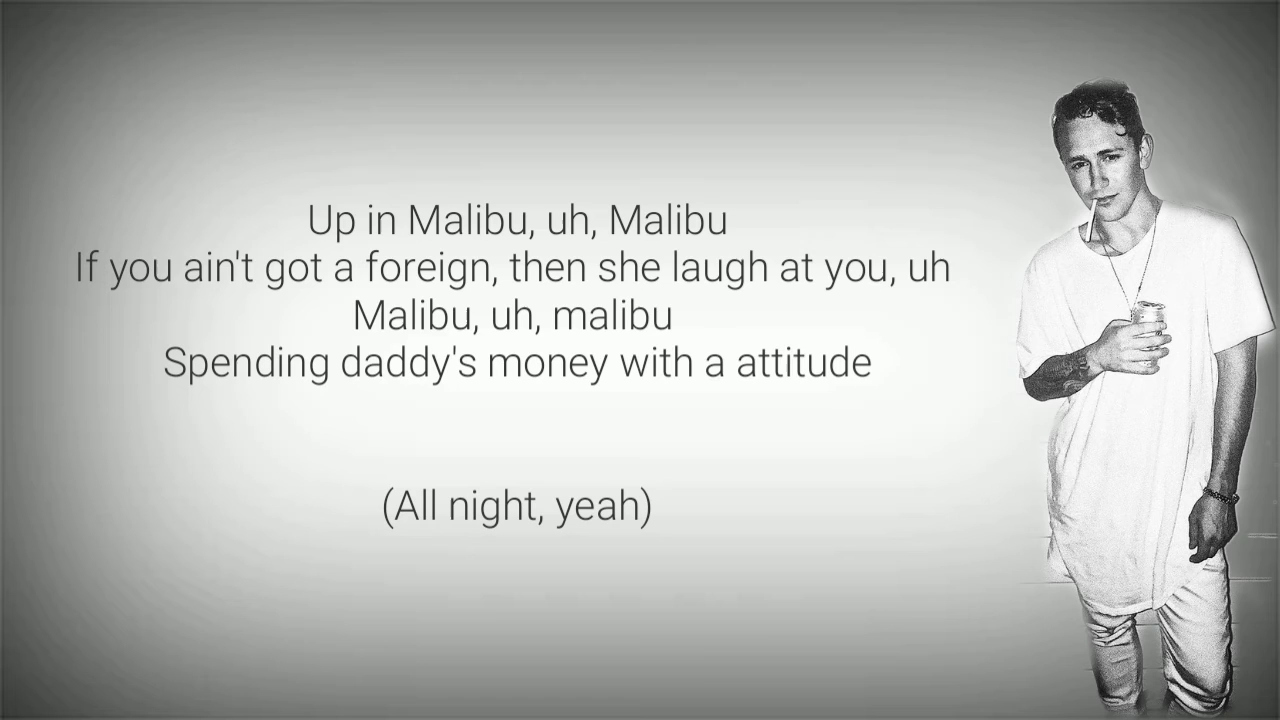 Up in Malibu, uh, Malibu
If you ain't got a foreign, then she laugh at you, uh
Malibu, uh, malibu
Spending daddy's money with a attitude
(All night, yeah)